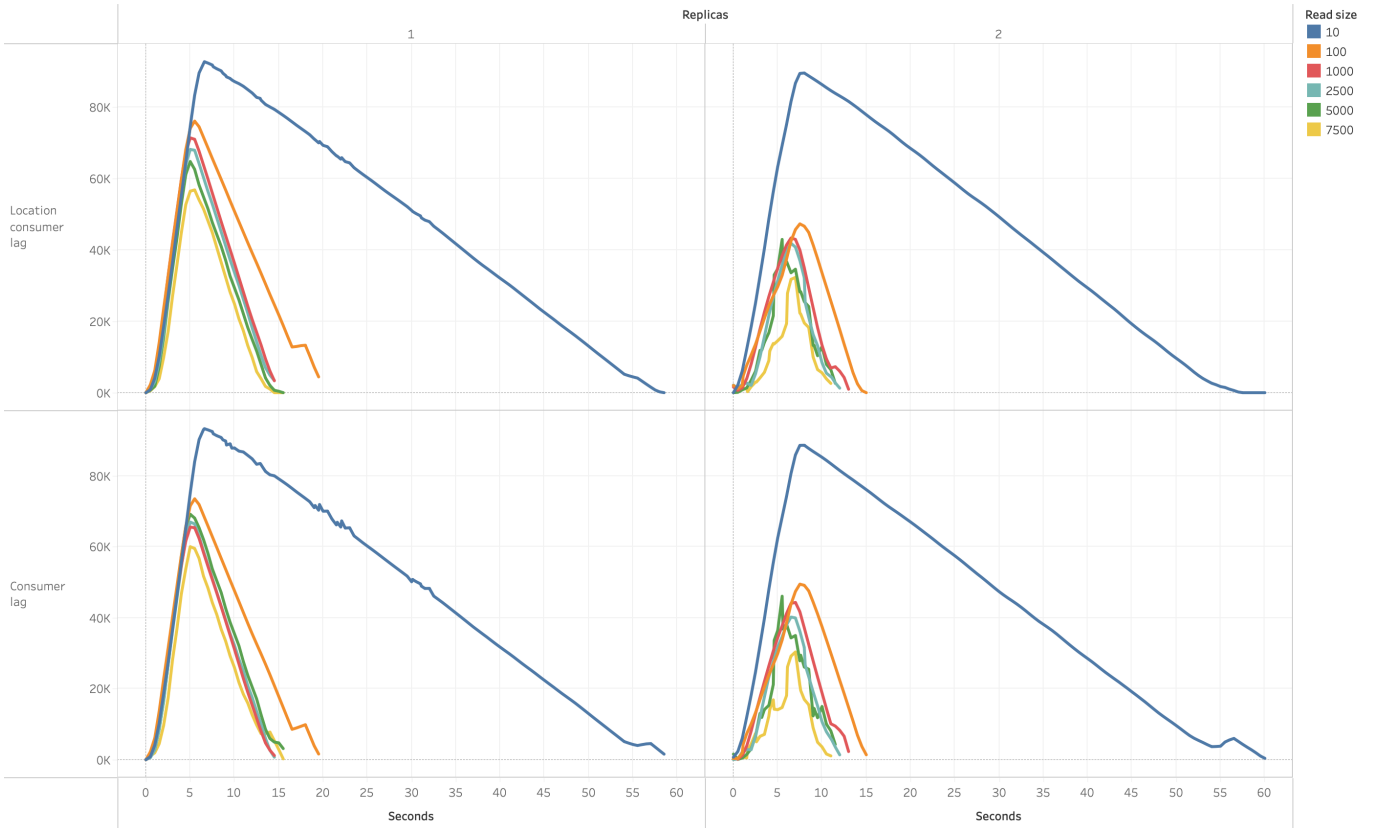 Replicas
1
2
Read size
10
100
1000
2500
5000
7500
Location
consumer
lag
80K
60K
40K
20K
0K
Consumer
lag
80K
60K
40K
20K
0K
0 5 10 15 20 25 30 35 40 45 50 55 60
0 5 10 15 20 25 30 35 40 45 50 55 60
Seconds
Seconds